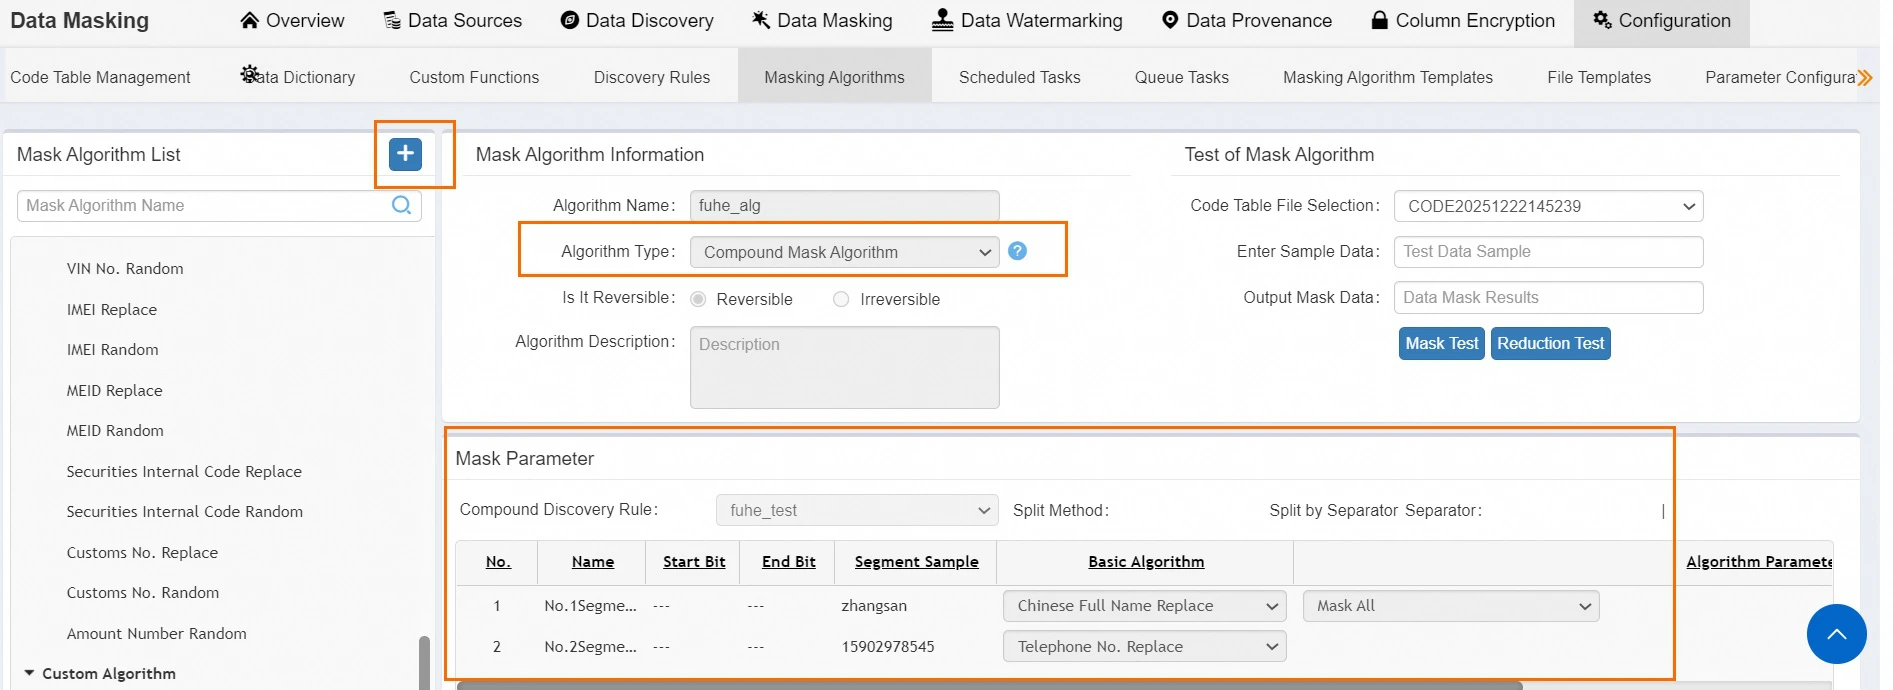 Data Masking Overview Data Sources Data Discovery Data Masking Data Watermarking Data Provenance Column Encryption Configuration
Code Table Management Data Dictionary Custom Functions Discovery Rules Masking Algorithms Scheduled Tasks Queue Tasks Masking Algorithm Templates File Templates Parameter Configura
Mask Algorithm List
Mask Algorithm Name
VIN No. Random
IMEI Replace
IMEI Random
MEID Replace
MEID Random
Securities Internal Code Replace
Securities Internal Code Random
Customs No. Replace
Customs No. Random
Amount Number Random
Custom Algorithm
Mask Algorithm Information
Algorithm Name: fuhe_alg
Algorithm Type: Compound Mask Algorithm ?
Is It Reversible: Reversible Irreversible
Algorithm Description: Description
Test of Mask Algorithm
Code Table File Selection: CODE20251222145239
Enter Sample Data: Test Data Sample
Output Mask Data: Data Mask Results
Mask Test Reduction Test
Mask Parameter
Compound Discovery Rule: fuhe_test Split Method: Split by Separator Separator: |
No. Name Start Bit End Bit Segment Sample Basic Algorithm Algorithm Paramete
1 No.1Segme... --- --- zhangsan Chinese Full Name Replace Mask All
2 No.2Segme... --- --- 15902978545 Telephone No. Replace